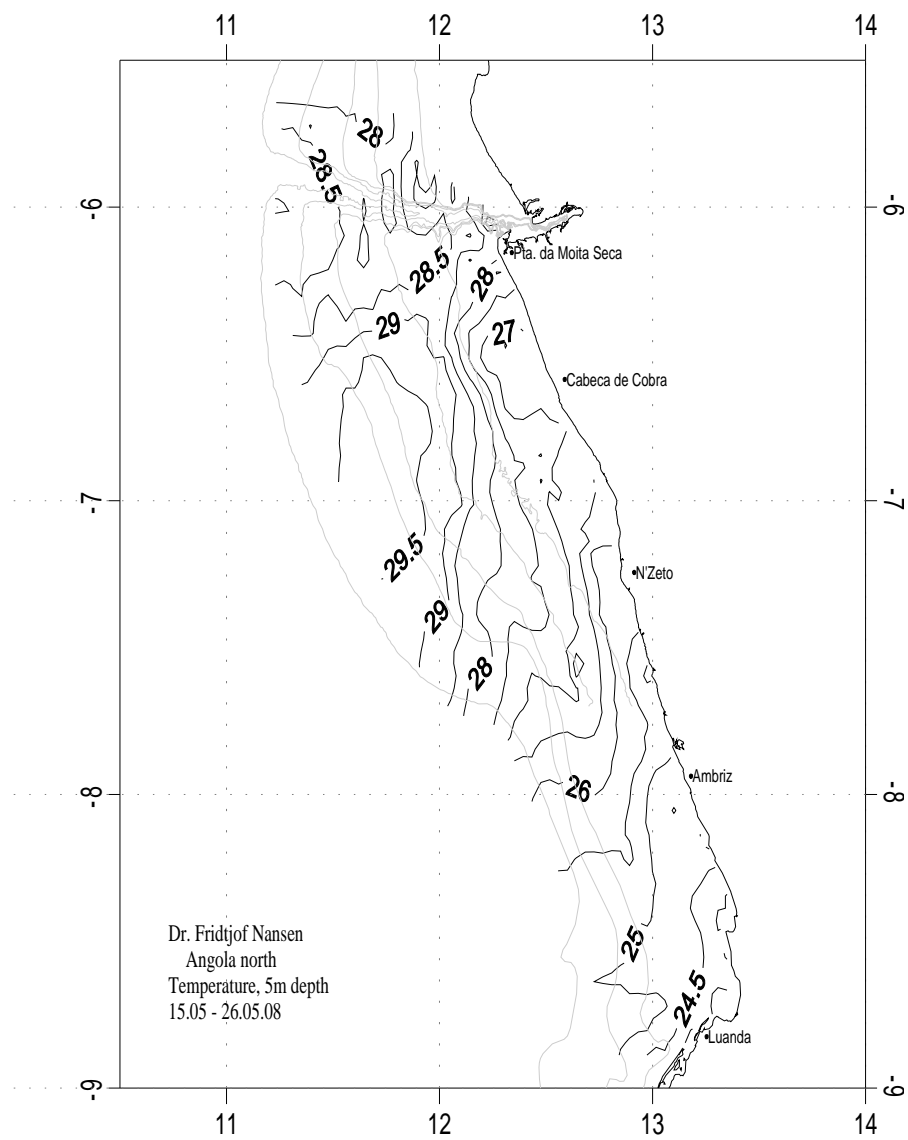 11 12 13 14
28
28.5
-6 -6
Pta. da Moita Seca
28.5 28
29 27
Cabeca de Cobra
-7 -7
29.5
N'Zeto
29
28
Ambriz
26
-8 -8
Dr. Fridtjof Nansen
Angola north
Temperature, 5m depth
15.05 - 26.05.08
25
24.5
Luanda
-9 -9
11 12 13 14